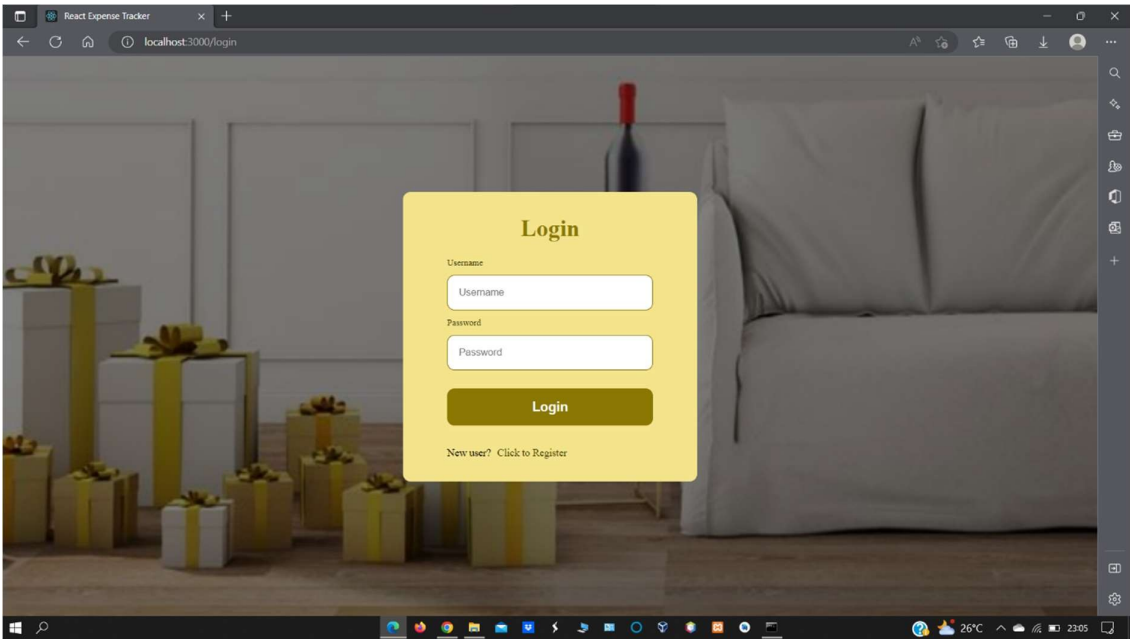 React Expense Tracker
localhost:3000/login
Login
Username
Username
Password
Password
Login
New user? Click to Register
26°C
23:05